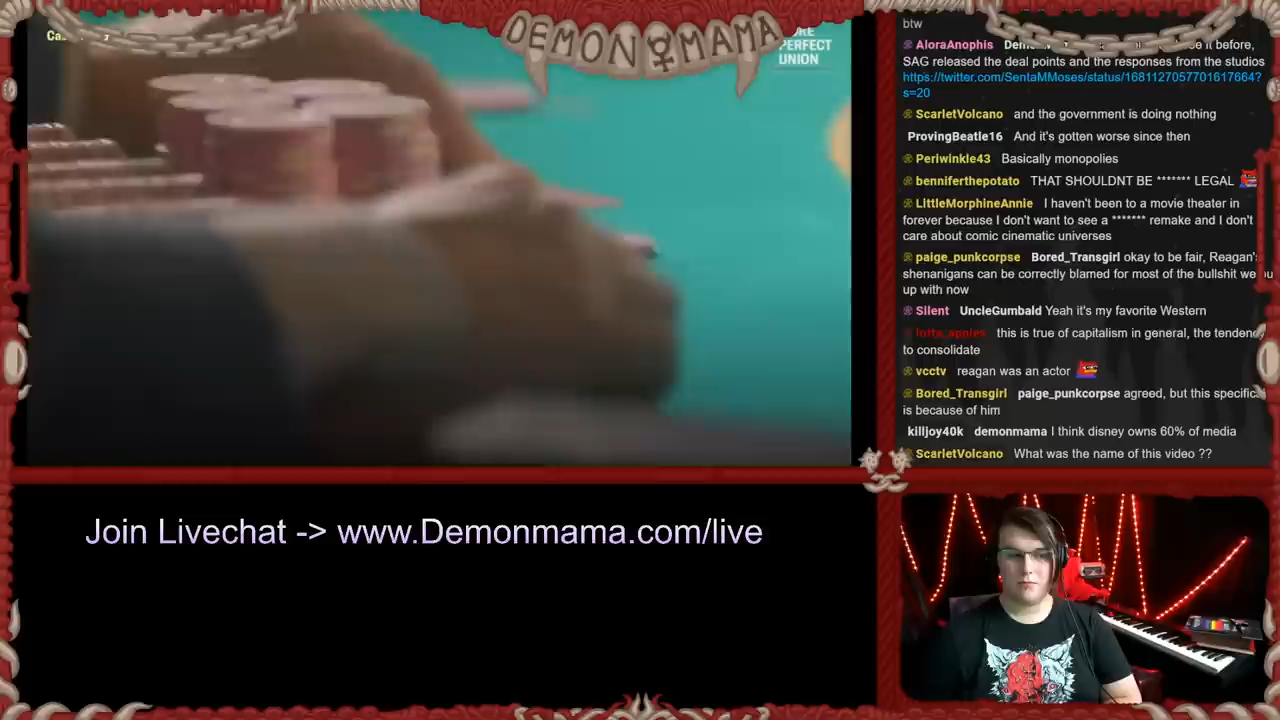 DEMON MAMA
PERFECT
UNION
btw
AloraAnophis it before,
SAG released the deal points and the responses from the studios
https://twitter.com/SentaMMoses/status/1681127057701617664?
s=20
ScarletVolcano and the government is doing nothing
ProvingBeatle16 And it's gotten worse since then
Periwinkle43 Basically monopolies
benniferthepotato THAT SHOULDNT BE ******* LEGAL
LittleMorphineAnnie I haven't been to a movie theater in
forever because I don't want to see a ******* remake and I don't
care about comic cinematic universes
paige_punkcorpse Bored_Transgirl okay to be fair, Reagan's
shenanigans can be correctly blamed for most of the bullshit we
up with now
Silent UncleGumbald Yeah it's my favorite Western
lotta_apples this is true of capitalism in general, the tendency
to consolidate
vcctv reagan was an actor
Bored_Transgirl paige_punkcorpse agreed, but this specific
is because of him
killjoy40k demonmama I think disney owns 60% of media
ScarletVolcano What was the name of this video ??
Join Livechat -> www.Demonmama.com/live